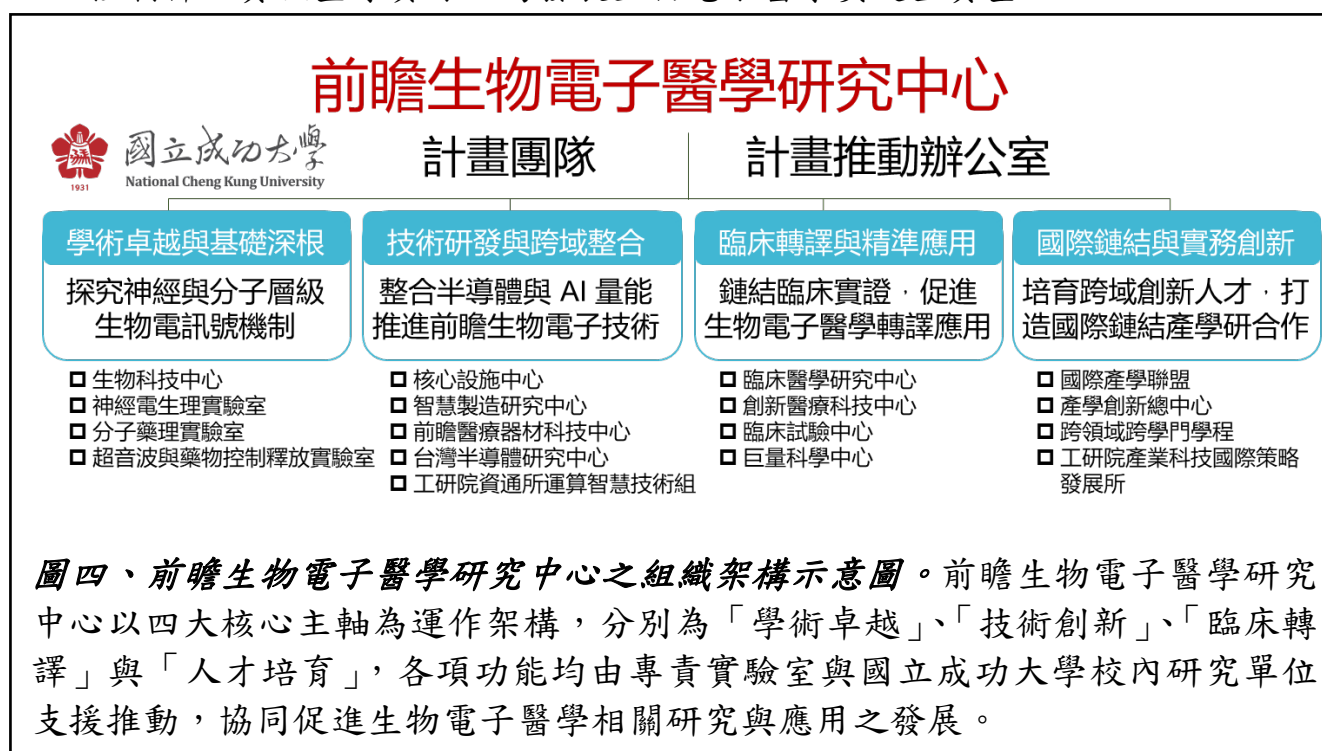 前瞻生物電子醫學研究中心
國立成功大學
National Cheng Kung University
1931
計畫團隊
計畫推動辦公室
學術卓越與基礎深根
探究神經與分子層級
生物電訊號機制
生物科技中心
神經電生理實驗室
分子藥理實驗室
超音波與藥物控制釋放實驗室
技術研發與跨域整合
整合半導體與 AI 量能
推進前瞻生物電子技術
核心設施中心
智慧製造研究中心
前瞻醫療器材科技中心
台灣半導體研究中心
工研院資通所運算智慧技術組
臨床轉譯與精準應用
鏈結臨床實證，促進
生物電子醫學轉譯應用
臨床醫學研究中心
創新醫療科技中心
臨床試驗中心
巨量科學中心
國際鏈結與實務創新
培育跨域創新人才，打
造國際鏈結產學研合作
國際產學聯盟
產學創新總中心
跨領域跨學門學程
工研院產業科技國際策略
發展所
圖四、前瞻生物電子醫學研究中心之組織架構示意圖。前瞻生物電子醫學研究
中心以四大核心主軸為運作架構，分別為「學術卓越」、「技術創新」、「臨床轉
譯」與「人才培育」，各項功能均由專責實驗室與國立成功大學校內研究單位
支援推動，協同促進生物電子醫學相關研究與應用之發展。